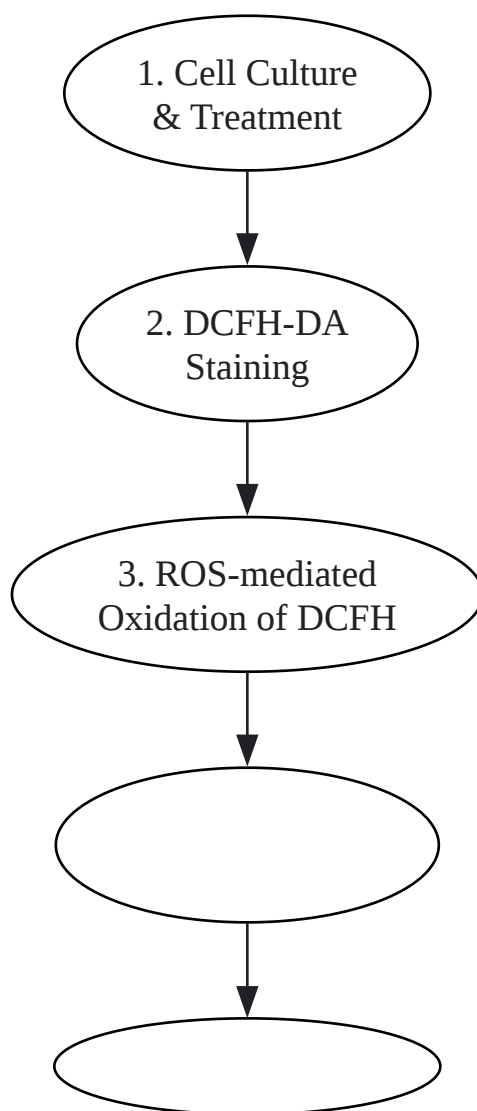 1. Cell Culture
& Treatment
2. DCFH-DA
Staining
3. ROS-mediated
Oxidation of DCFH